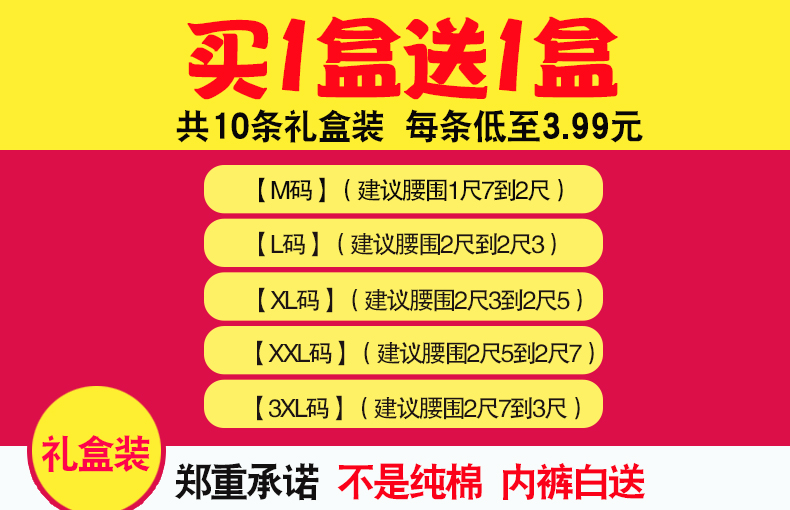 买1盒送1盒
共10条礼盒装 每条低至3.99元
【M码】（建议腰围1尺7到2尺）
【L码】（建议腰围2尺到2尺3）
【XL码】（建议腰围2尺3到2尺5）
【XXL码】（建议腰围2尺5到2尺7）
【3XL码】（建议腰围2尺7到3尺）
礼盒装
郑重承诺 不是纯棉 内裤白送